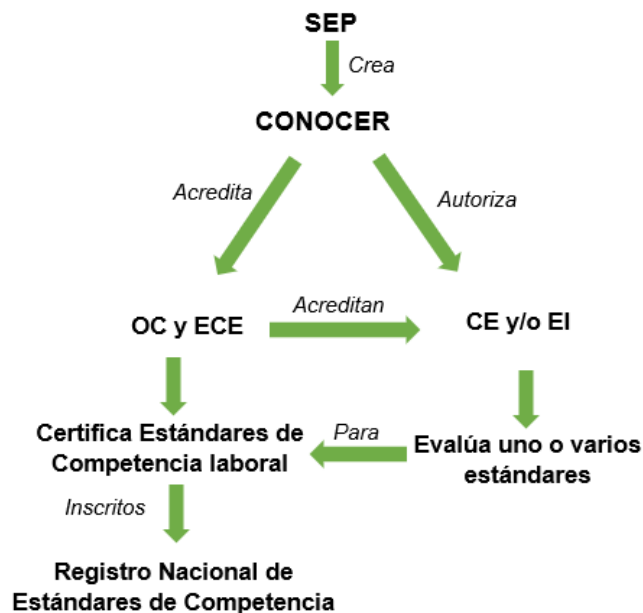 SEP
Crea
CONOCER
Acredita
Autoriza
OC y ECE
Acreditan
CE y/o EI
Certifica Estándares de
Competencia laboral
Para
Evalúa uno o varios
estándares
Inscritos
Registro Nacional de
Estándares de Competencia